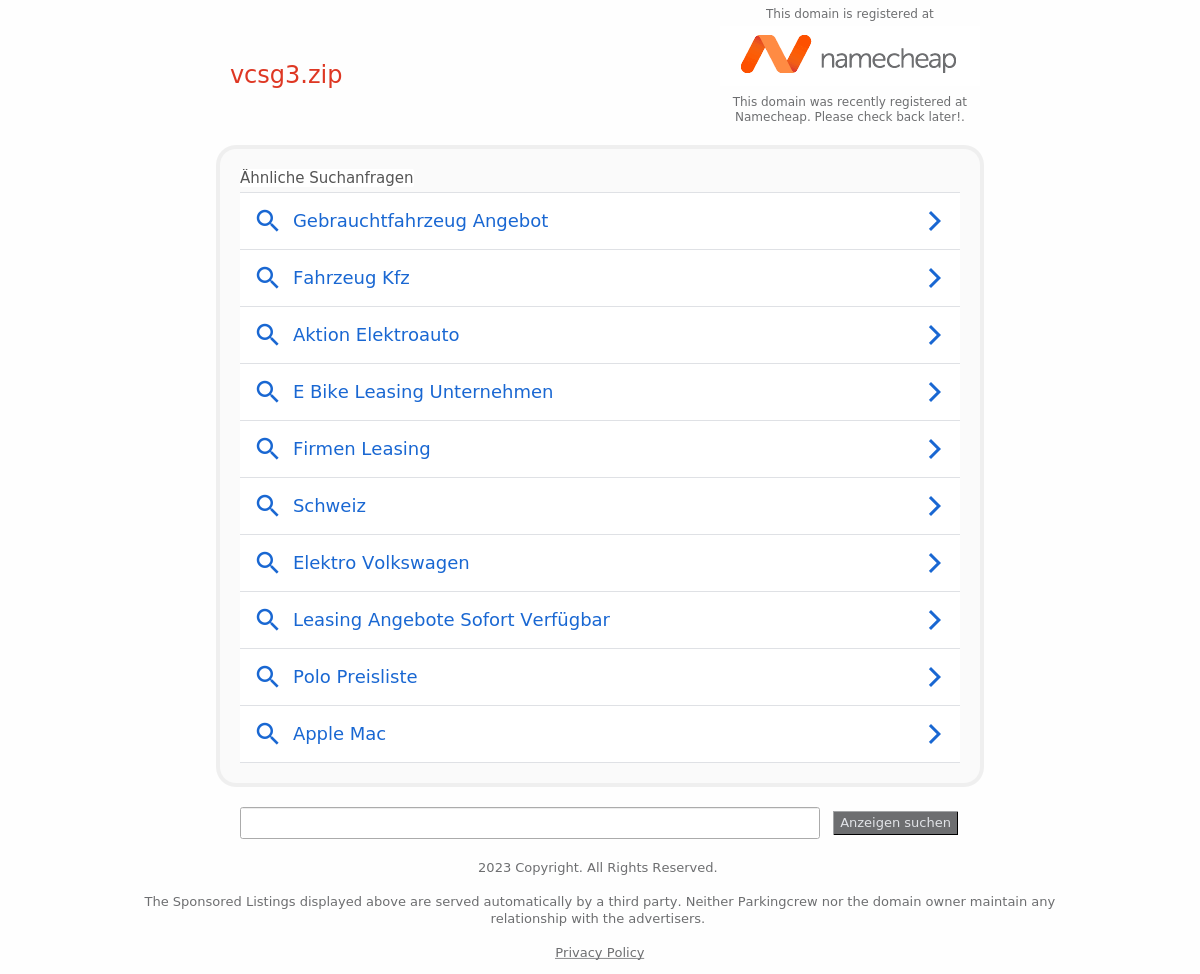 This domain is registered at
namecheap
vcsg3.zip
This domain was recently registered at
Namecheap. Please check back later!.
Ähnliche Suchanfragen
Gebrauchtfahrzeug Angebot
Fahrzeug Kfz
Aktion Elektroauto
E Bike Leasing Unternehmen
Firmen Leasing
Schweiz
Elektro Volkswagen
Leasing Angebote Sofort Verfügbar
Polo Preisliste
Apple Mac
Anzeigen suchen
2023 Copyright. All Rights Reserved.
The Sponsored Listings displayed above are served automatically by a third party. Neither Parkingcrew nor the domain owner maintain any
relationship with the advertisers.
Privacy Policy